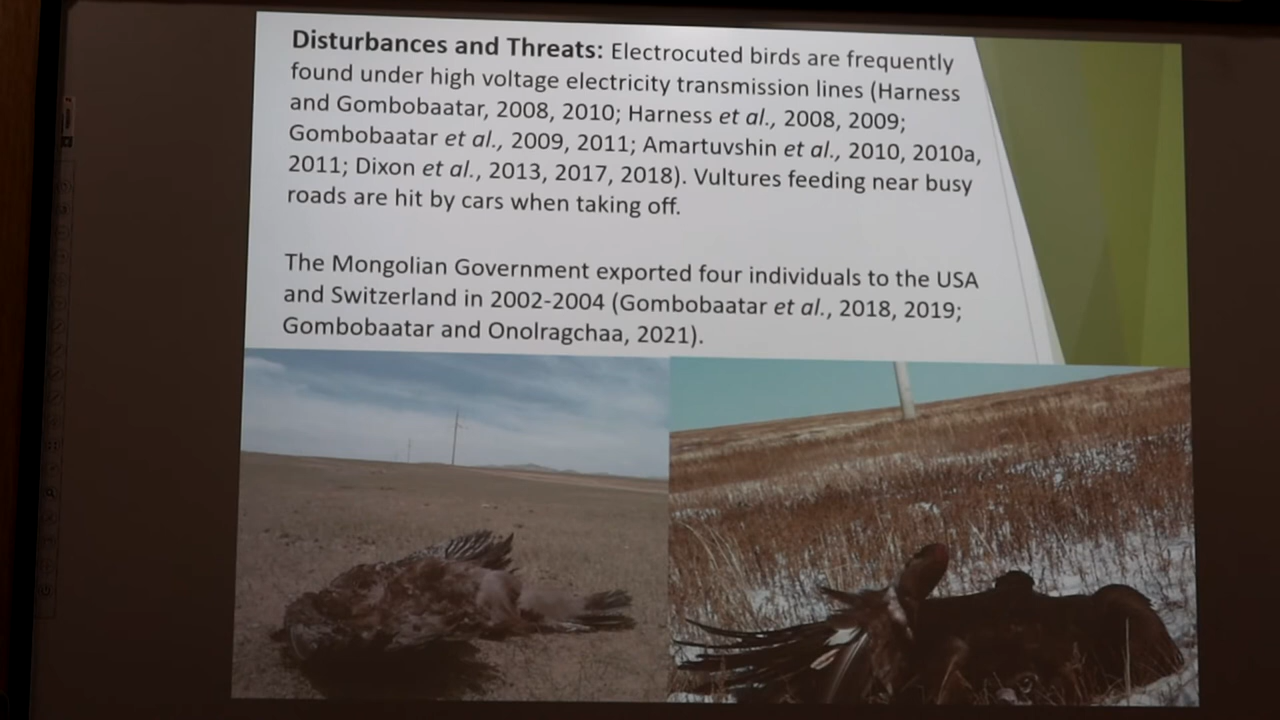 Disturbances and Threats: Electrocuted birds are frequently
found under high voltage electricity transmission lines (Harness
and Gombobaatar, 2008, 2010; Harness et al., 2008, 2009;
Gombobaatar et al., 2009, 2011; Amartuvshin et al., 2010, 2010a,
2011; Dixon et al., 2013, 2017, 2018). Vultures feeding near busy
roads are hit by cars when taking off.
The Mongolian Government exported four individuals to the USA
and Switzerland in 2002-2004 (Gombobaatar et al., 2018, 2019;
Gombobaatar and Onolragchaa, 2021).